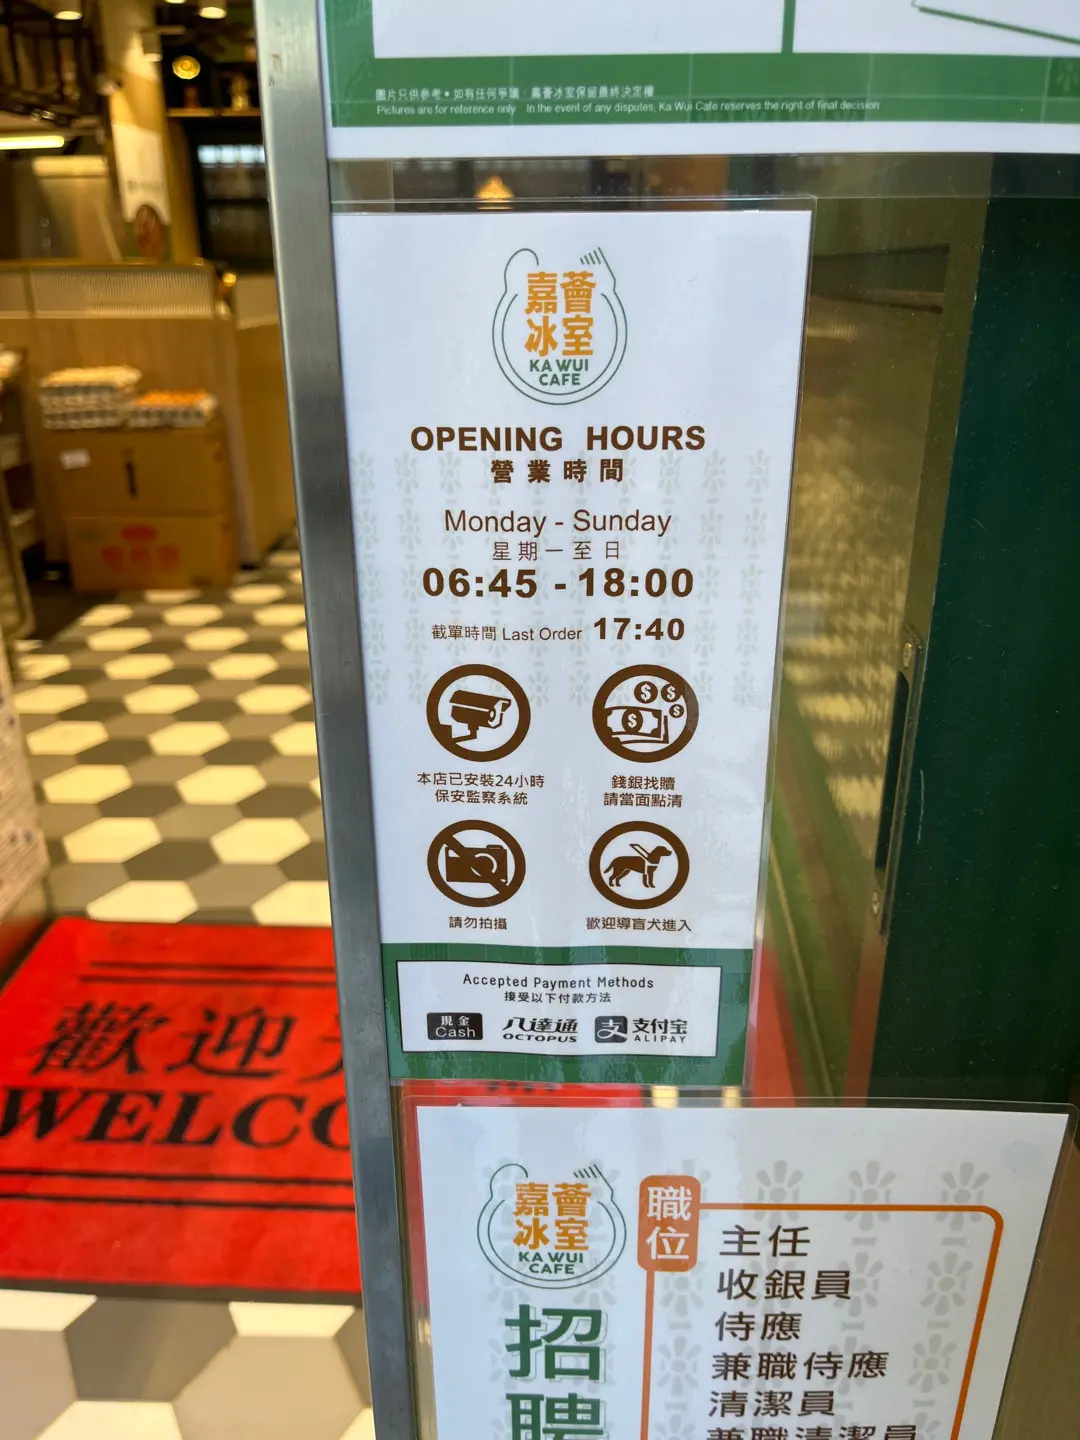 圖片只供參考。如有任何爭議,嘉薈冰室保留最終決定權
Pictures are for reference only   In the event of any disputes, Ka Wui Cafe reserves the right of final decision
嘉薈
冰室
KA WUI
CAFE
OPENING HOURS
營業時間
Monday - Sunday
星期一至日
06:45 - 18:00
截單時間 Last Order 17:40
本店已安裝24小時
保安監察系統
錢銀找贖
請當面點清
請勿拍攝
歡迎導盲犬進入
Accepted Payment Methods
接受以下付款方法
現金
Cash
八達通
OCTOPUS
支 支付宝
ALIPAY
歡迎
WELCO
嘉薈
冰室
KA WUI
CAFE
招聘
職位
主任
收銀員
侍應
兼職侍應
清潔員
兼職清潔員